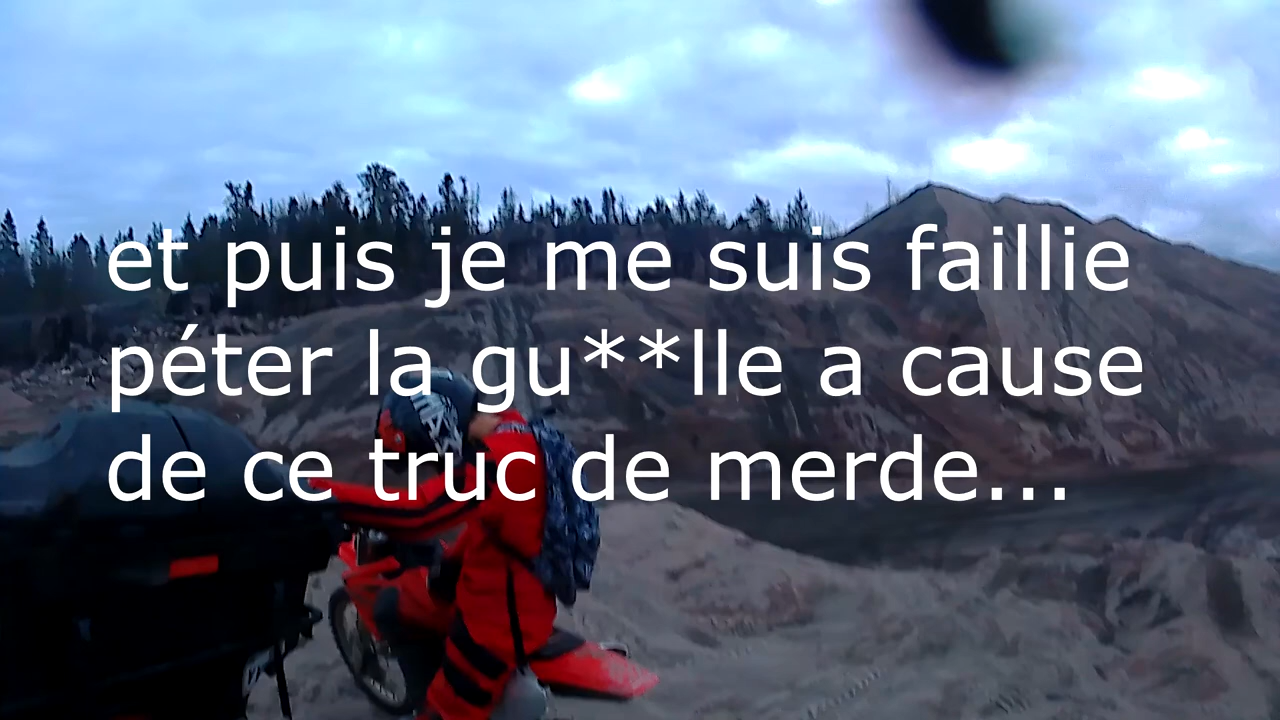 et puis je me suis faillie
péter la gu**lle a cause
de ce truc de merde...